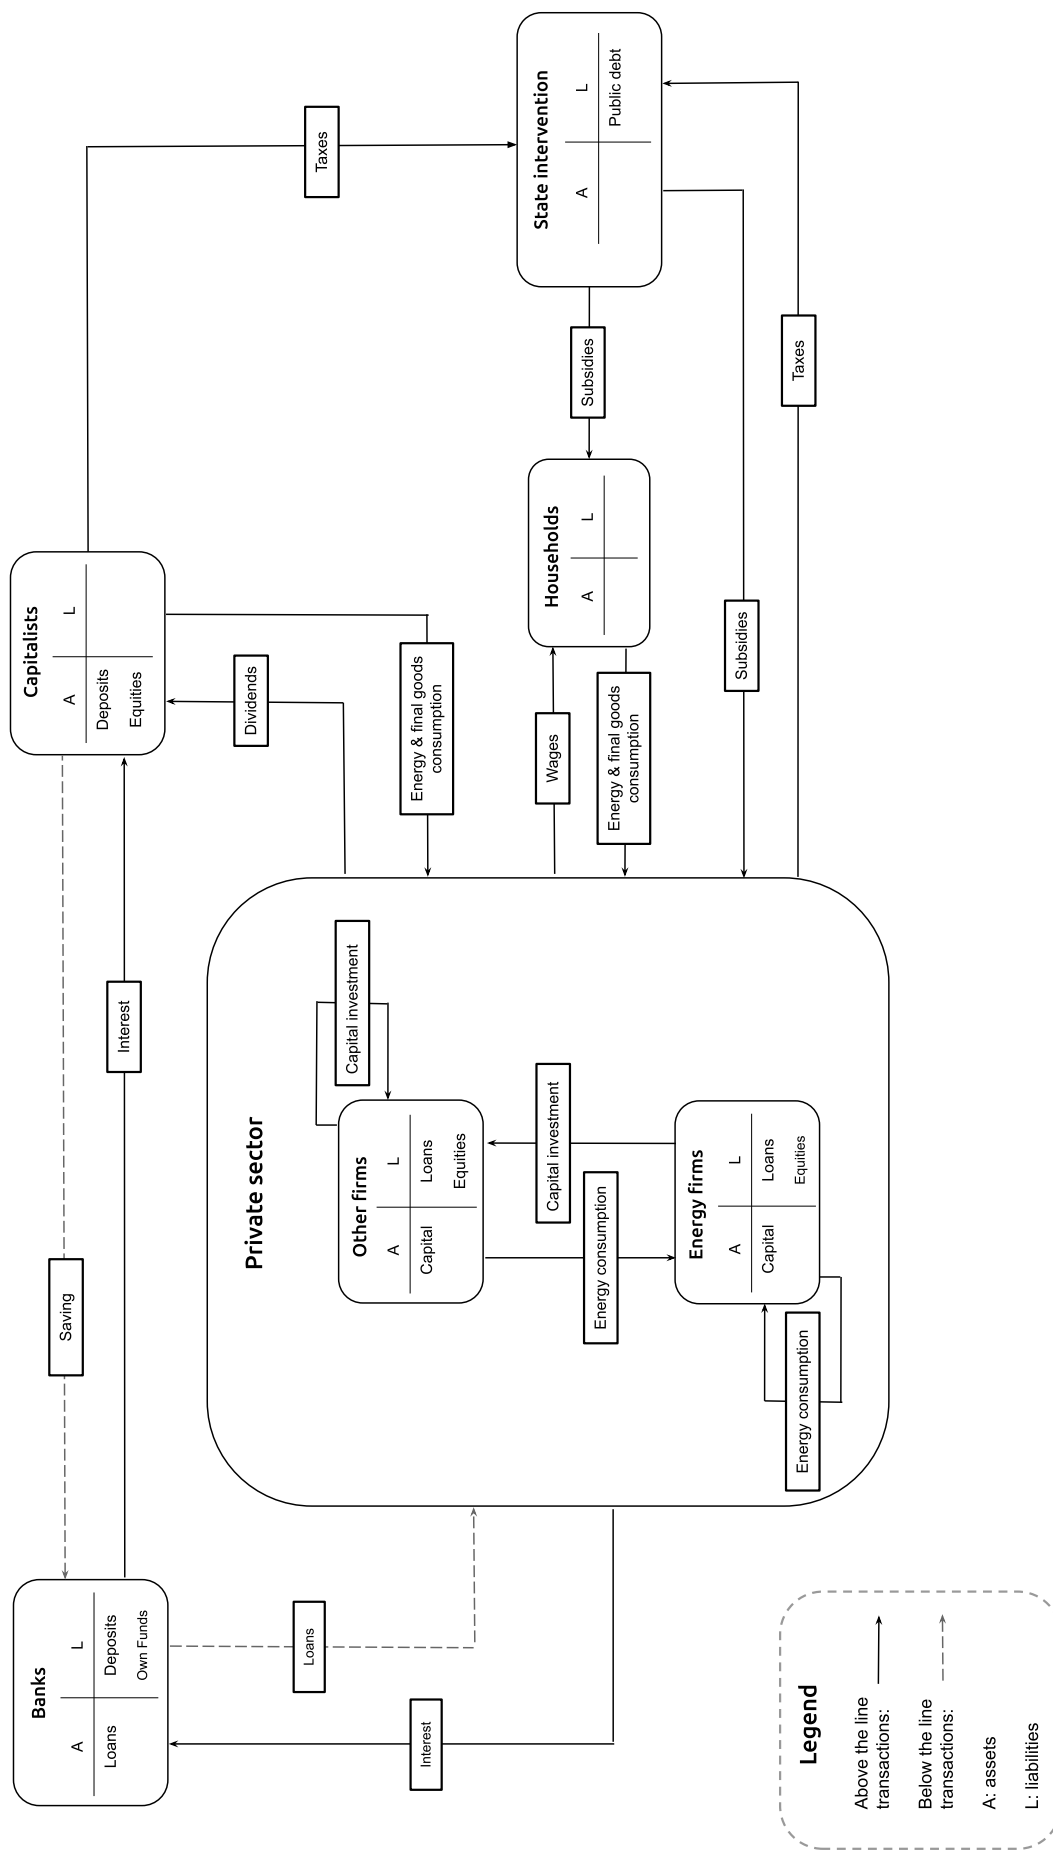 Banks
A
L
Loans
Deposits
Own Funds
Saving
Interest
Capitalists
A
L
Deposits
Equities
Taxes
Loans
Interest
Dividends
Energy & final goods
consumption
Private sector
Other firms
A
L
Capital
Loans
Equities
Capital investment
Energy consumption
Capital investment
Energy firms
A
L
Capital
Loans
Equities
Energy consumption
Wages
Energy & final goods
consumption
Households
A
L
Subsidies
State intervention
A
L
Public debt
Subsidies
Taxes
Legend
Above the line
transactions:
Below the line
transactions:
A: assets
L: liabilities